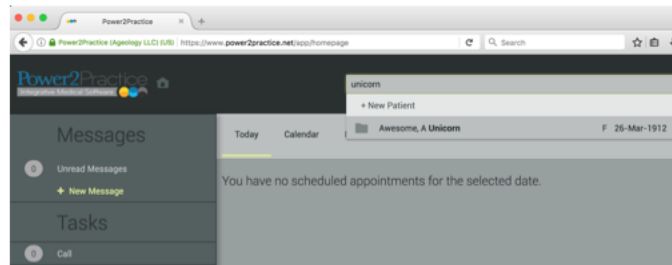 Power2Practice
Power2Practice (Ageology LLC) (US) https://www.power2practice.net/app/homepage
Search
Power2Practice
Integrative Medical Software
unicorn
+ New Patient
Awesome, A Unicorn F 26-Mar-1912
Messages
Today Calendar
0 Unread Messages
+ New Message
You have no scheduled appointments for the selected date.
Tasks
0 Call